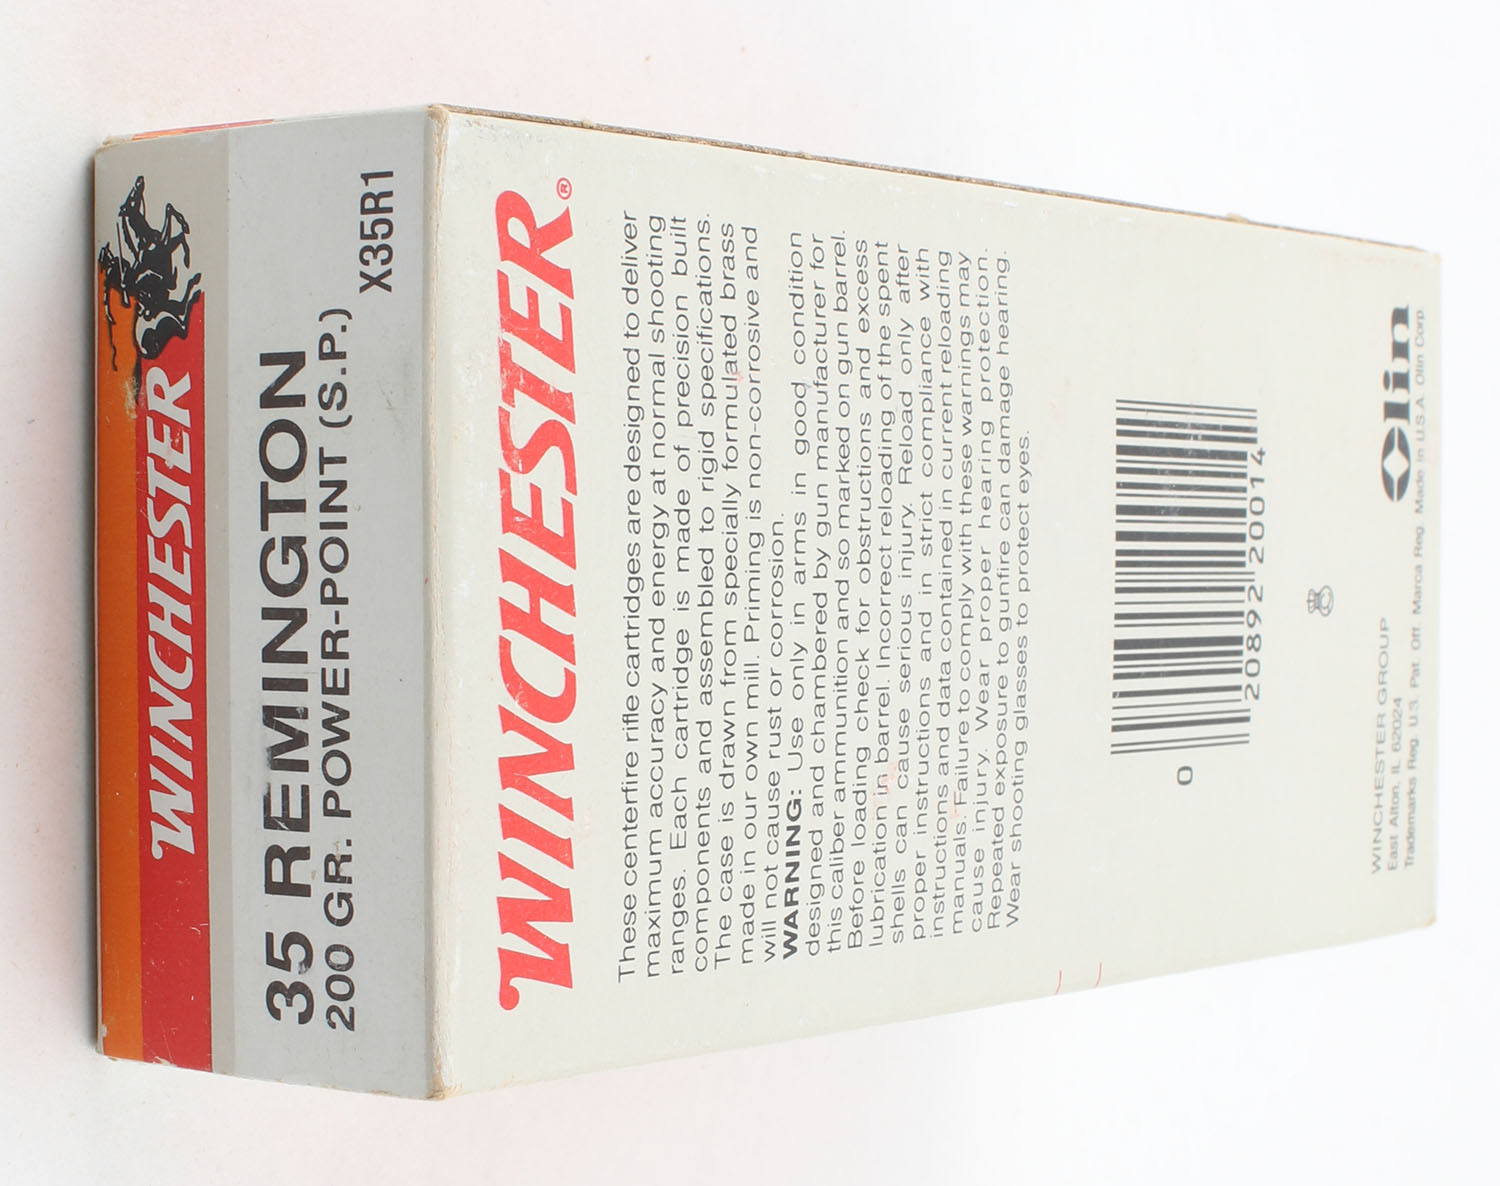 WINCHESTER
35 REMINGTON
200 GR. POWER-POINT (S.P.)
X35R1
WINCHESTER®
These centerfire rifle cartridges are designed to deliver
maximum accuracy and energy at normal shooting
ranges. Each cartridge is made of precision built
components and assembled to rigid specifications.
The case is drawn from specially formulated brass
made in our own mill. Priming is non-corrosive and
will not cause rust or corrosion.
WARNING: Use only in arms in good condition
designed and chambered by gun manufacturer for
this caliber ammunition and so marked on gun barrel.
Before loading check for obstructions and excess
lubrication in barrel. Incorrect reloading of the spent
shells can cause serious injury. Reload only after
proper instructions and in strict compliance with
instructions and data contained in current reloading
manuals. Failure to comply with these warnings may
cause injury. Wear proper hearing protection.
Repeated exposure to gunfire can damage hearing.
Wear shooting glasses to protect eyes.
0 20892 20014
WINCHESTER GROUP
East Alton, IL 62024
Trademarks Reg. U.S. Pat. Off. Marca Reg. Made in U.S.A. Olin Corp.
Olin